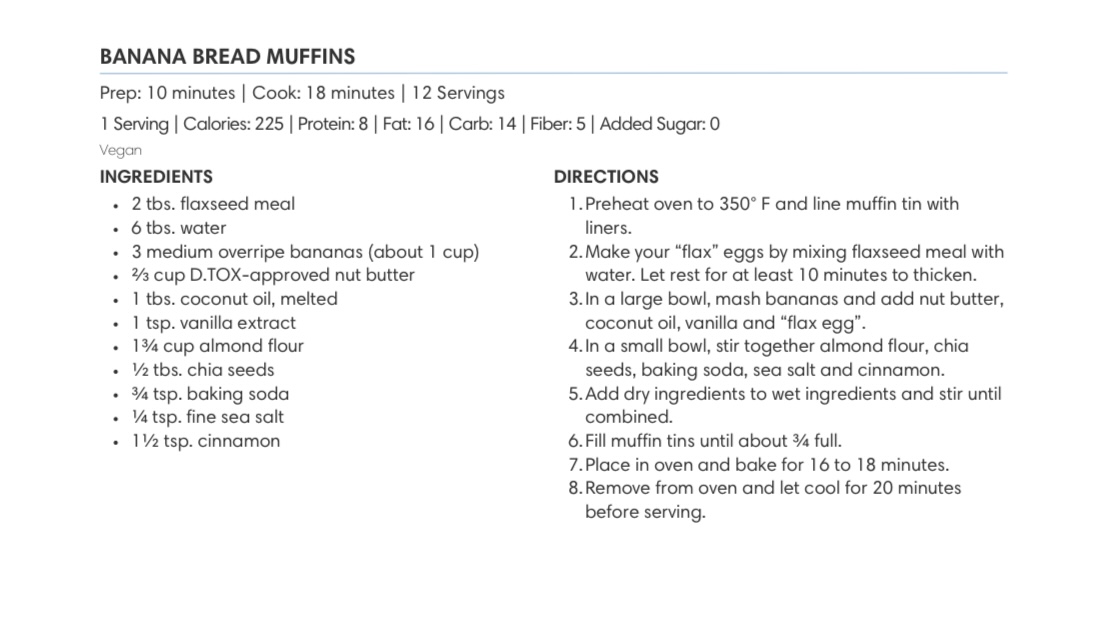 BANANA BREAD MUFFINS
Prep: 10 minutes | Cook: 18 minutes | 12 Servings
1 Serving | Calories: 225 | Protein: 8 | Fat: 16 | Carb: 14 | Fiber: 5 | Added Sugar: 0
Vegan
INGREDIENTS
• 2 tbs. flaxseed meal
• 6 tbs. water
• 3 medium overripe bananas (about 1 cup)
• ⅔ cup D.TOX-approved nut butter
• 1 tbs. coconut oil, melted
• 1 tsp. vanilla extract
• 1¾ cup almond flour
• ½ tbs. chia seeds
• ¾ tsp. baking soda
• ¼ tsp. fine sea salt
• 1½ tsp. cinnamon
DIRECTIONS
1. Preheat oven to 350° F and line muffin tin with
liners.
2. Make your “flax” eggs by mixing flaxseed meal with
water. Let rest for at least 10 minutes to thicken.
3. In a large bowl, mash bananas and add nut butter,
coconut oil, vanilla and “flax egg”.
4. In a small bowl, stir together almond flour, chia
seeds, baking soda, sea salt and cinnamon.
5. Add dry ingredients to wet ingredients and stir until
combined.
6. Fill muffin tins until about ¾ full.
7. Place in oven and bake for 16 to 18 minutes.
8. Remove from oven and let cool for 20 minutes
before serving.